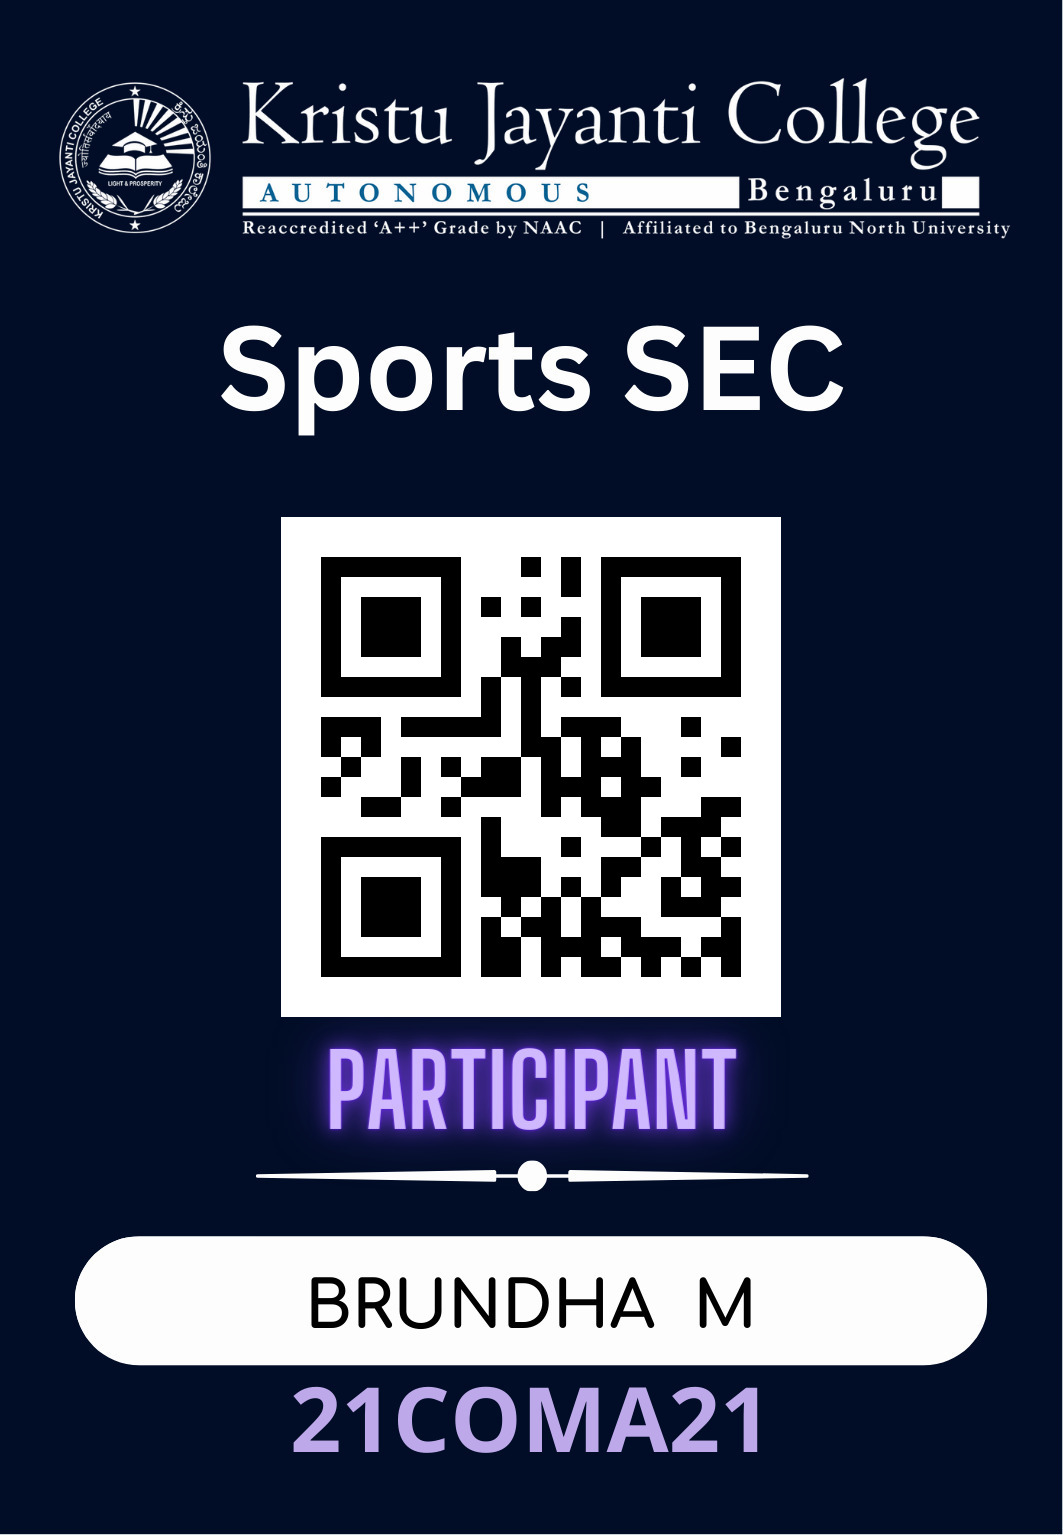 Kristu Jayanti College
AUTONOMOUS Bengaluru
Reaccredited ‘A++’ Grade by NAAC | Affiliated to Bengaluru North University
KRISTU JAYANTI COLLEGE
LIGHT & PROSPERITY
Sports SEC
PARTICIPANT
BRUNDHA M
21COMA21